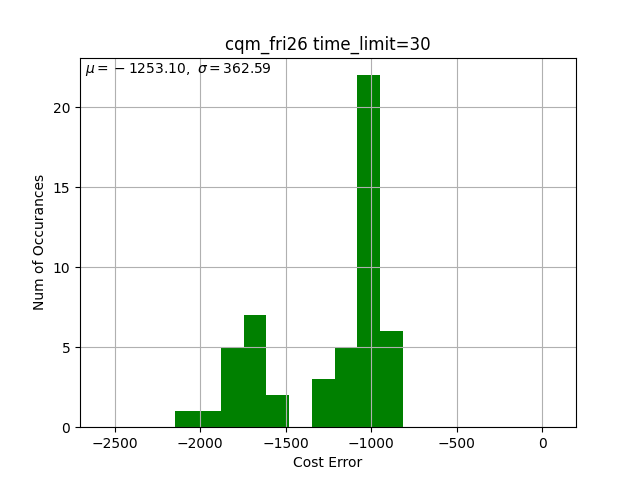 cqm_fri26 time_limit=30
μ = −1253.10, σ = 362.59
Num of Occurances
20
15
10
5
0
−2500 −2000 −1500 −1000 −500 0
Cost Error